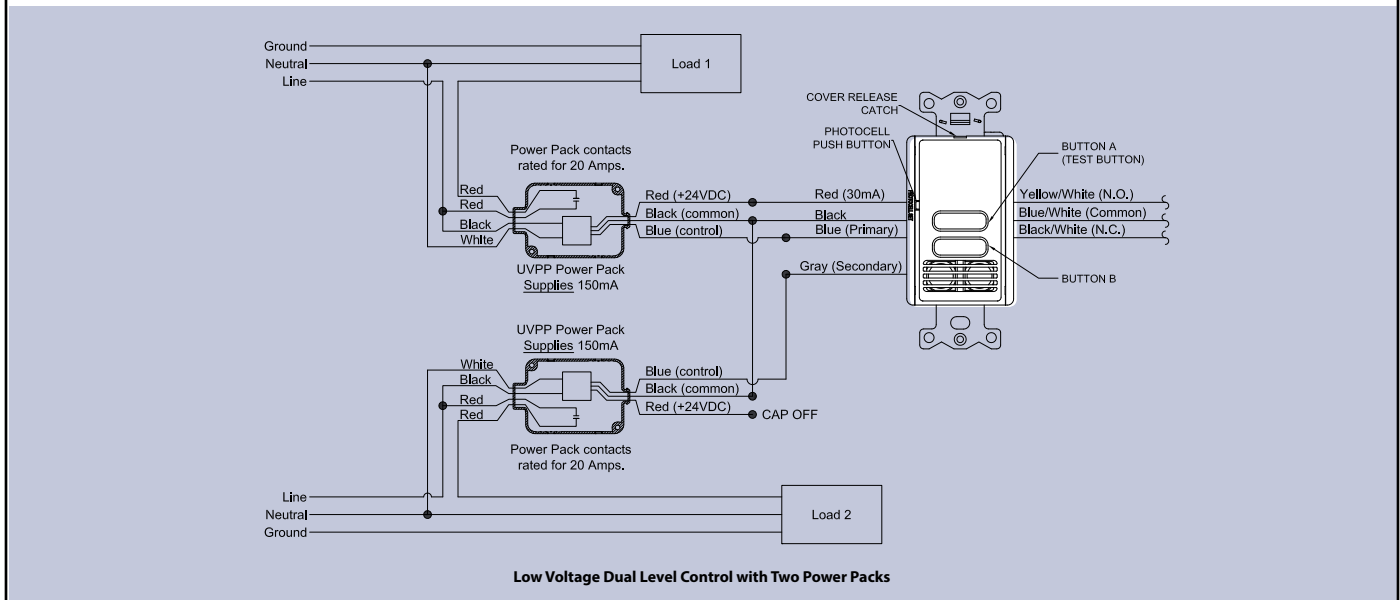 Ground
Neutral
Line
Load 1
Power Pack contacts
rated for 20 Amps.
Red
Red
Black
White
Red (+24VDC)
Black (common)
Blue (control)
UVPP Power Pack
Supplies 150mA
Red (30mA)
Black
Blue (Primary)
Gray (Secondary)
COVER RELEASE
CATCH
PHOTOCELL
PUSH BUTTON
BUTTON A
(TEST BUTTON)
Yellow/White (N.O.)
Blue/White (Common)
Black/White (N.C.)
BUTTON B
UVPP Power Pack
Supplies 150mA
White
Black
Red
Red
Blue (control)
Black (common)
Red (+24VDC)
CAP OFF
Power Pack contacts
rated for 20 Amps.
Line
Neutral
Ground
Load 2
Low Voltage Dual Level Control with Two Power Packs